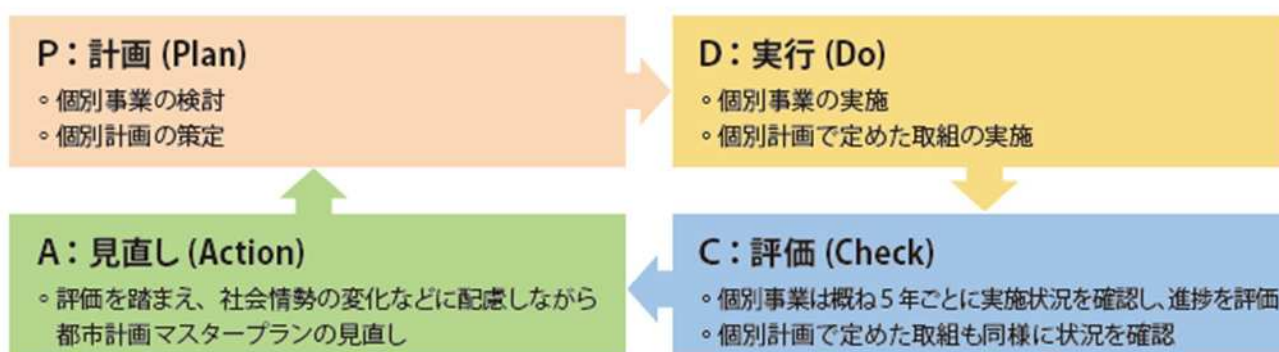 P：計画 (Plan)
◦ 個別事業の検討
◦ 個別計画の策定
D：実行 (Do)
◦ 個別事業の実施
◦ 個別計画で定めた取組の実施
A：見直し (Action)
◦ 評価を踏まえ、社会情勢の変化などに配慮しながら
都市計画マスタープランの見直し
C：評価 (Check)
◦ 個別事業は概ね５年ごとに実施状況を確認し、進捗を評価
◦ 個別計画で定めた取組も同様に状況を確認